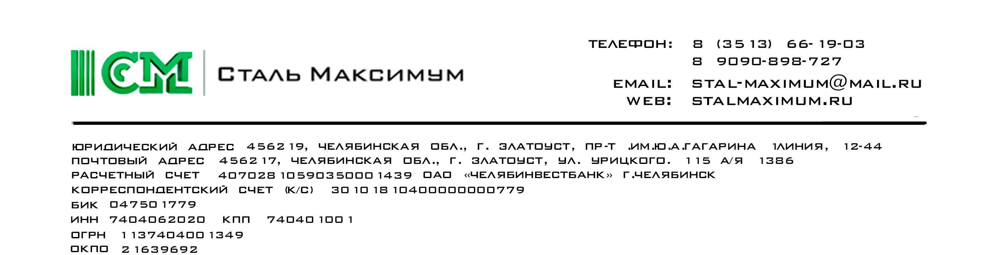 СМ
Сталь Максимум
ТЕЛЕФОН: 8 (3513) 66-19-03
8 9090-898-727
EMAIL: STAL-MAXIMUM@MAIL.RU
WEB: STALMAXIMUM.RU
ЮРИДИЧЕСКИЙ АДРЕС 456219, ЧЕЛЯБИНСКАЯ ОБЛ., Г. ЗЛАТОУСТ, ПР-Т .ИМ.Ю.А.ГАГАРИНА 1ЛИНИЯ, 12-44
ПОЧТОВЫЙ АДРЕС 456217, ЧЕЛЯБИНСКАЯ ОБЛ., Г. ЗЛАТОУСТ, УЛ. УРИЦКОГО. 115 А/Я 1386
РАСЧЕТНЫЙ СЧЕТ 40702810590350001439 ОАО «ЧЕЛЯБИНВЕСТБАНК» Г.ЧЕЛЯБИНСК
КОРРЕСПОНДЕНТСКИЙ СЧЕТ (К/С) 30101810400000000779
БИК 047501779
ИНН 7404062020 КПП 740401001
ОГРН 1137404001349
ОКПО 21639692